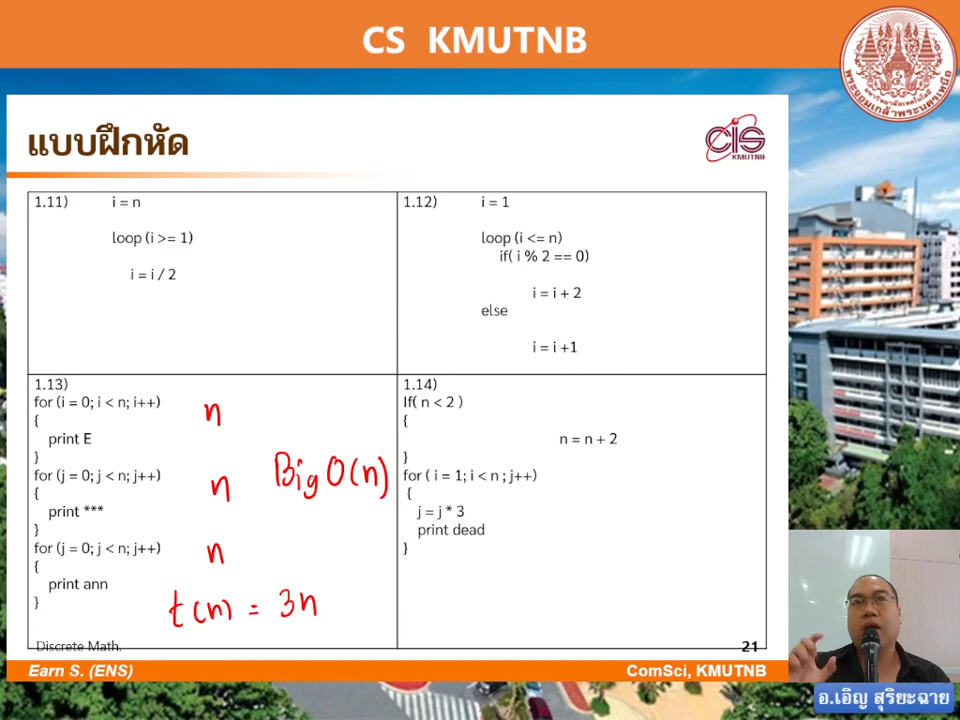 CS KMUTNB
แบบฝึกหัด
CIS
KMUTNB
1.11) i = n
loop (i >= 1)
i = i / 2
1.12) i = 1
loop (i <= n)
if( i % 2 == 0)
i = i + 2
else
i = i +1
1.13)
for (i = 0; i < n; i++)
n
{
print E
}
for (j = 0; j < n; j++)
n
Big O(n)
{
print ***
}
for (j = 0; j < n; j++)
n
{
print ann
}
t(n) = 3n
1.14)
If( n < 2 )
{
n = n + 2
}
for ( i = 1; i < n ; j++)
{
j = j * 3
print dead
}
Discrete Math.
21
Earn S. (ENS)
ComSci, KMUTNB
อ.เอิญ สุริยะฉาย